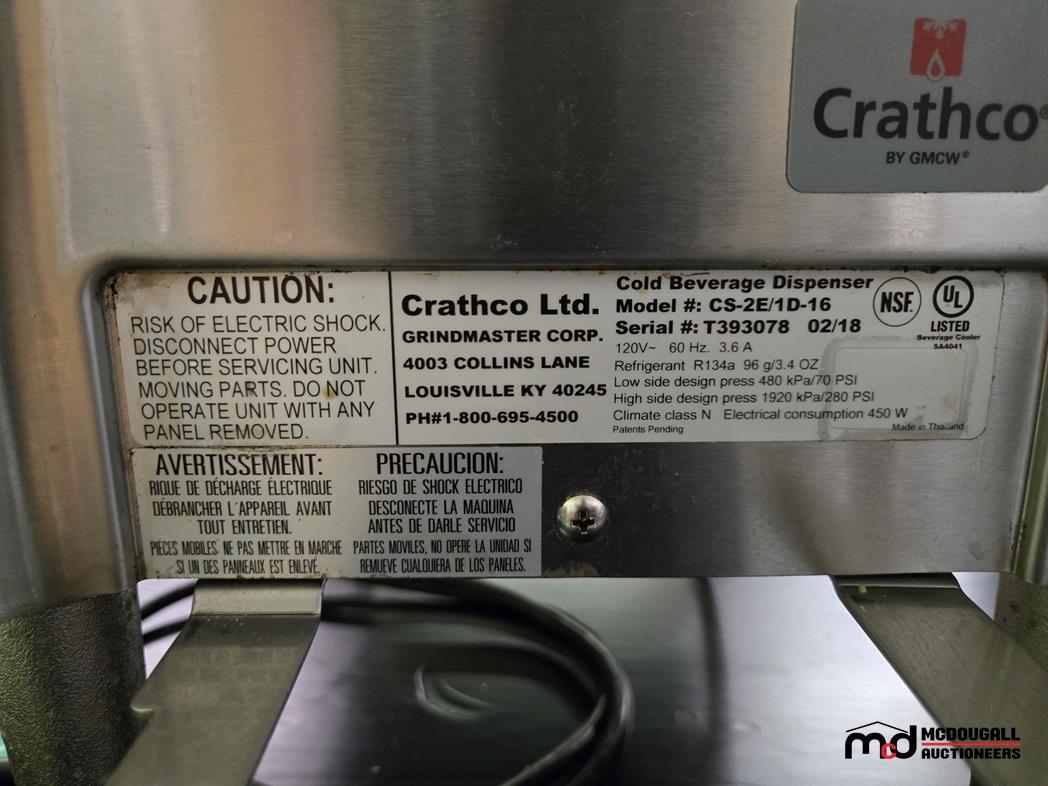 Crathco®
BY GMCW®
CAUTION:
RISK OF ELECTRIC SHOCK.
DISCONNECT POWER
BEFORE SERVICING UNIT.
MOVING PARTS. DO NOT
OPERATE UNIT WITH ANY
PANEL REMOVED.
Crathco Ltd.
GRINDMASTER CORP.
4003 COLLINS LANE
LOUISVILLE KY 40245
PH#1-800-695-4500
Cold Beverage Dispenser
Model #: CS-2E/1D-16
Serial #: T393078 02/18
120V~ 60 Hz. 3.6 A
Refrigerant R134a 96 g/3.4 OZ
Low side design press 480 kPa/70 PSI
High side design press 1920 kPa/280 PSI
Climate class N Electrical consumption 450 W
Patents Pending
Made in Thailand
NSF.
UL
LISTED
Beverage Cooler
SA4041
AVERTISSEMENT:
RIQUE DE DÉCHARGE ÉLECTRIQUE
DÉBRANCHER L'APPAREIL AVANT
TOUT ENTRETIEN.
PIÉCES MOBILES: NE PAS METTRE EN MARCHE
SI UN DES PANNEAUX EST ENLEVÉ.
PRECAUCION:
RIESGO DE SHOCK ELECTRICO
DESCONECTE LA MAQUINA
ANTES DE DARLE SERVICIO
PARTES MOVILES, NO OPERE LA UNIDAD SI
REMUEVE CUALQUIERA DE LOS PANELES.
mcd MCDOUGALL
AUCTIONEERS